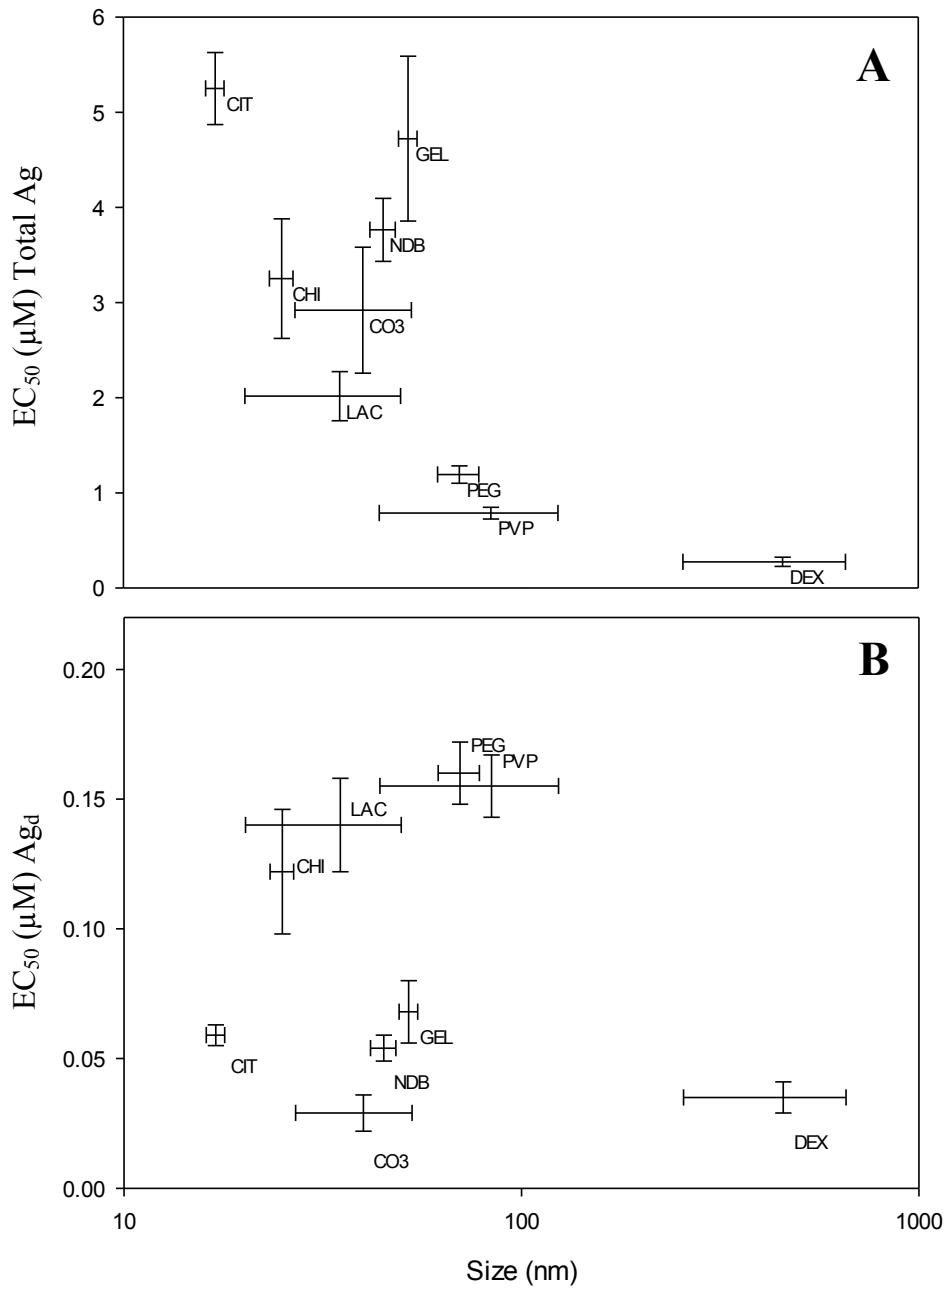 6
A
CIT
5
GEL
4
NDB
CHI
3
CO3
2
LAC
1
PEG
PVP
DEX
0
EC50 (µM) Total Ag
B
0.20
PEG
PVP
0.15
LAC
CHI
0.10
GEL
0.05
CIT
NDB
DEX
CO3
0.00
EC50 (µM) Agd
10
100
1000
Size (nm)